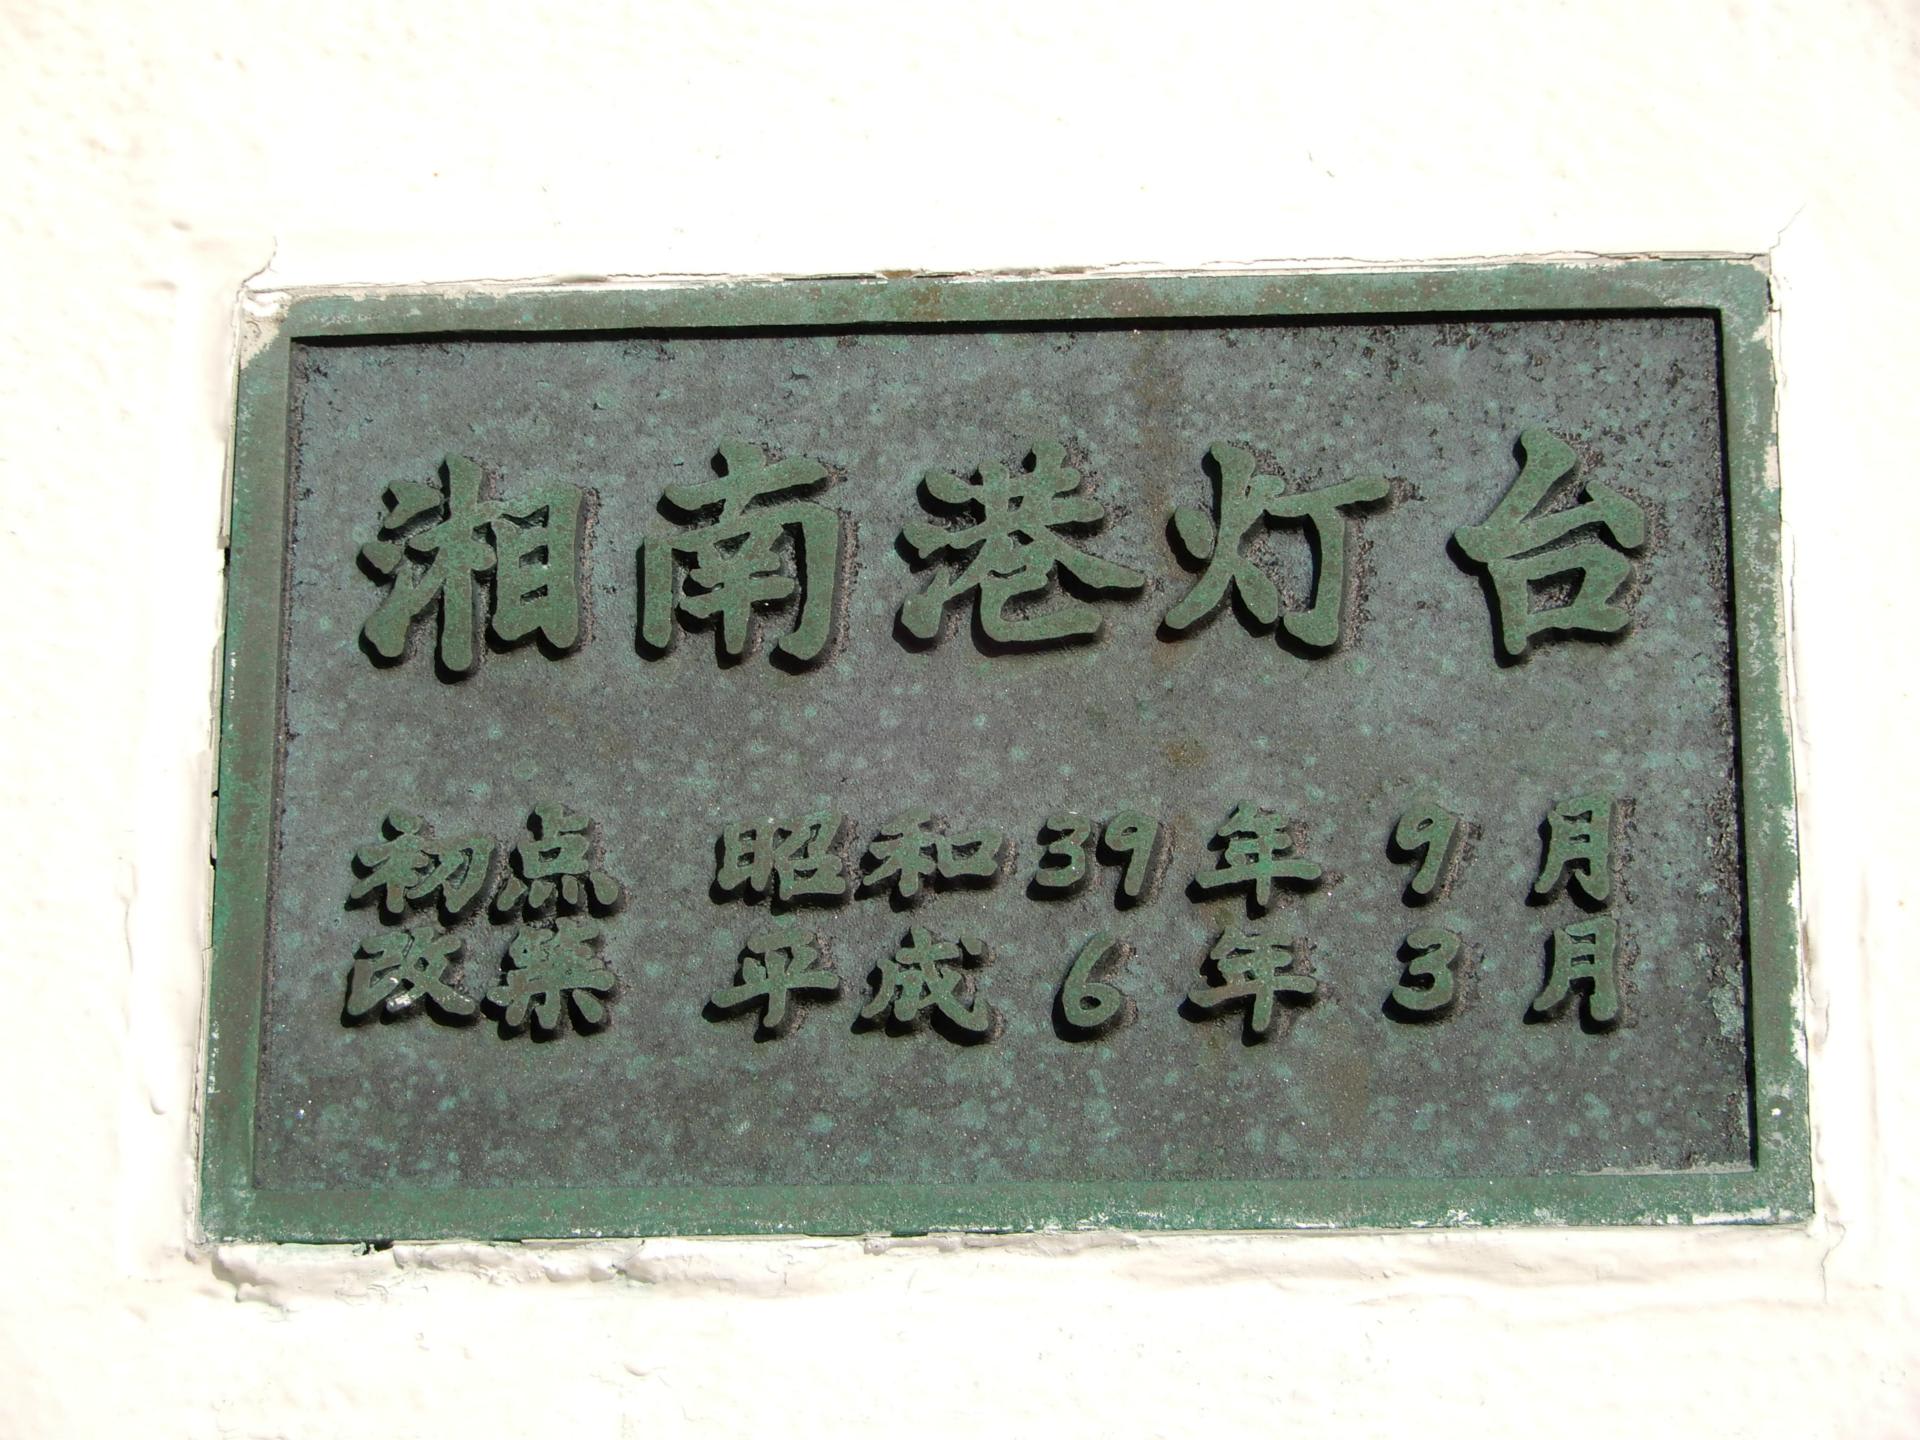 湘南港灯台
初点 昭和39年 9月
改築 平成 6年 3月